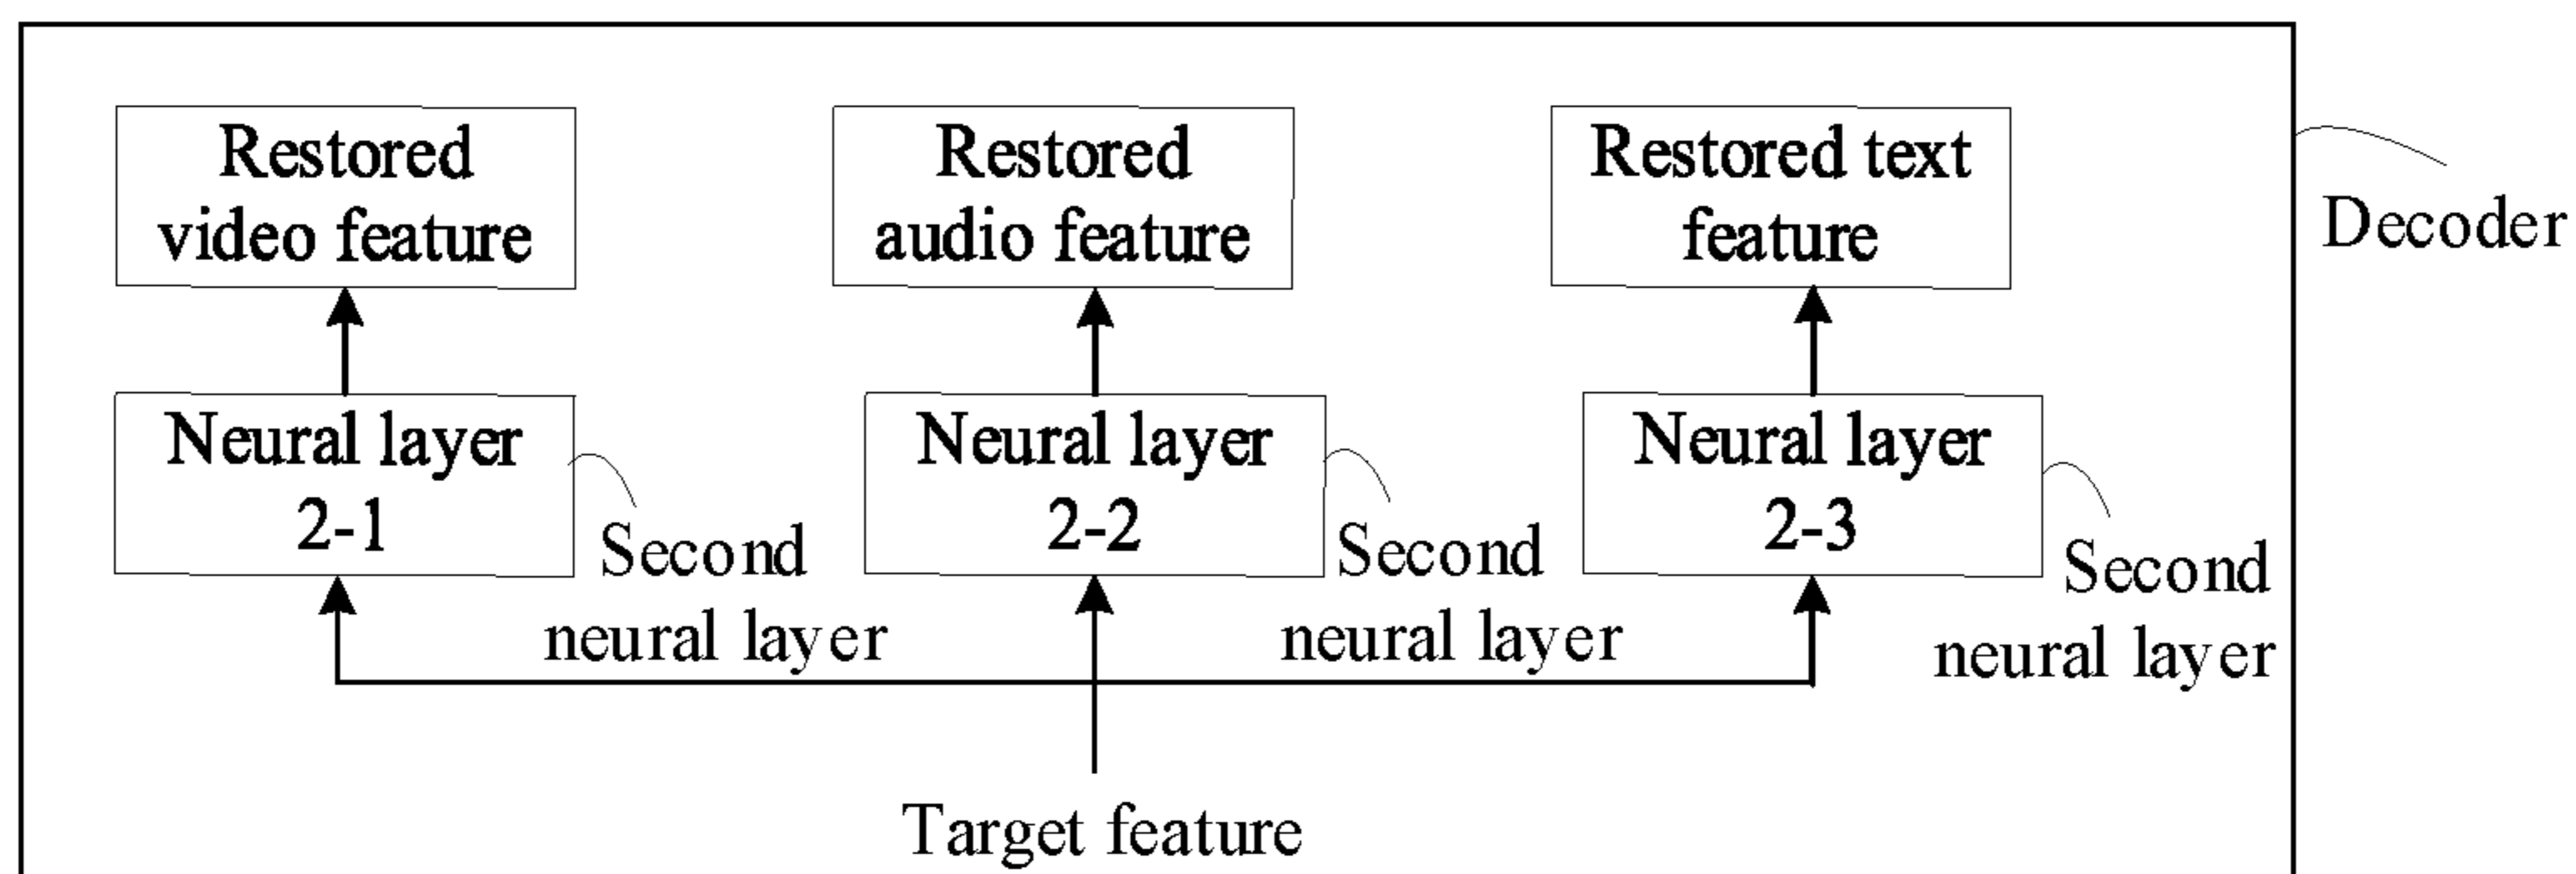 Restored
video feature
Restored
audio feature
Restored text
feature
Decoder
Neural layer
2-1
Second
neural layer
Neural layer
2-2
Second
neural layer
Neural layer
2-3
Second
neural layer
Target feature